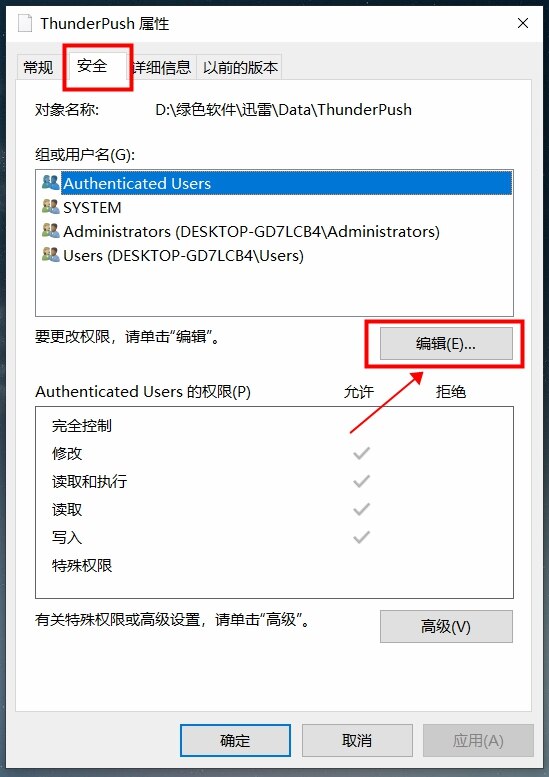 ThunderPush 属性
常规 安全 详细信息 以前的版本
对象名称: D:\绿色软件\迅雷\Data\ThunderPush
组或用户名(G):
Authenticated Users
SYSTEM
Administrators (DESKTOP-GD7LCB4\Administrators)
Users (DESKTOP-GD7LCB4\Users)
要更改权限，请单击“编辑”。 编辑(E)...
Authenticated Users 的权限(P) 允许 拒绝
完全控制
修改
读取和执行
读取
写入
特殊权限
有关特殊权限或高级设置，请单击“高级”。 高级(V)
确定 取消 应用(A)